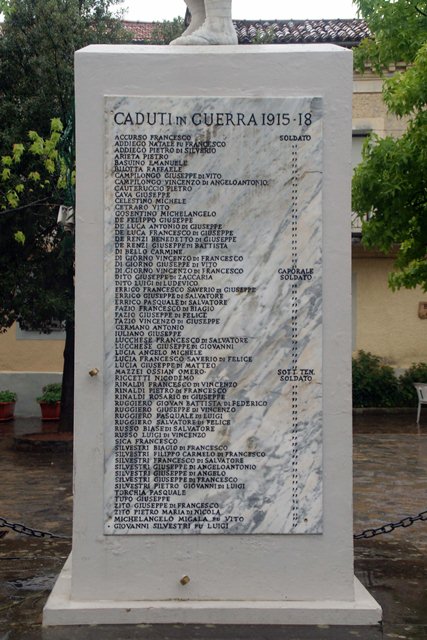 CADUTI IN GUERRA 1915-18
ACCURSO FRANCESCO SOLDATO
ADDIEGO NATALE FU FRANCESCO "
ADDIEGO PIETRO DI SILVERIO "
ARIETA PIETRO "
BASUINO EMANUELE "
BILOTTA RAFFAELE "
CAMPILONGO GIUSEPPE DI VITO "
CAMPILONGO VINCENZO DI ANGELOANTONIO "
CAUTERUCCIO PIETRO "
CAVA GIUSEPPE "
CELESTINO MICHELE "
CETRARO VITO "
COSENTINO MICHELANGELO "
DE FILIPPO GIUSEPPE "
DE LUCA ANTONIO DI GIUSEPPE "
DE LUCA FRANCESCO DI GIUSEPPE "
DE RENZI BENEDETTO DI GIUSEPPE "
DE RENZI GIUSEPPE DI BATTISTA "
DI BELLO CARMINE "
DI GIORNO VINCENZO DI FRANCESCO "
DI GIORNO GIUSEPPE DI VITO "
DI GIORNO VINCENZO DI FRANCESCO CAPORALE
DITO GIUSEPPE DI ZACCARIA SOLDATO
DITO LUIGI DI LUDEVICO "
ERRICO FRANCESCO SAVERIO DI GIUSEPPE "
ERRICO GIUSEPPE DI SALVATORE "
ERRICO PASQUALE DI SALVATORE "
FAZIO FRANCESCO DI BIAGIO "
FAZIO GIUSEPPE DI FELICE "
FAZIO VINCENZO DI GIUSEPPE "
GERMANO ANTONIO "
IULIANO GIUSEPPE "
LUCCHESE FRANCESCO DI SALVATORE "
LUCCHESE GIUSEPPE DI GIOVANNI "
LUCIA ANGELO MICHELE "
LUCIA FRANCESCO SAVERIO DI FELICE "
LUCIA GIUSEPPE DI MATTEO "
MAZZEI OSSIAN OMERO SOTT. TEN.
PICCETTI NICODEMO SOLDATO
RINALDI FRANCESCO DI VINCENZO "
RINALDI PIETRO DI FRANCESCO "
RINALDI ROSARIO DI GIUSEPPE "
RUGGIERO GIOVAN BATTISTA DI FEDERICO "
RUGGIERO GIUSEPPE DI VINCENZO "
RUGGIERO PASQUALE DI LUIGI "
RUGGIERO SALVATORE DI FELICE "
RUSSO BIASE DI SALVATORE "
RUSSO LUIGI DI VINCENZO "
SICA FRANCESCO "
SILVESTRI BIAGIO DI FRANCESCO "
SILVESTRI FILIPPO CARMELO DI FRANCESCO "
SILVESTRI FRANCESCO DI SALVATORE "
SILVESTRI GIUSEPPE DI ANGELOANTONIO "
SILVESTRI GIUSEPPE DI ANGELO "
SILVESTRI GIUSEPPE DI FRANCESCO "
SILVESTRI PIETRO GIOVANNI DI LUIGI "
TORCHIA PASQUALE "
TUPO GIUSEPPE "
ZITO GIUSEPPE DI FRANCESCO "
ZITO PIETRO MARIA DI NICOLA "
MICHELANGELO MIGALA FU VITO "
GIOVANNI SILVESTRI FU LUIGI "